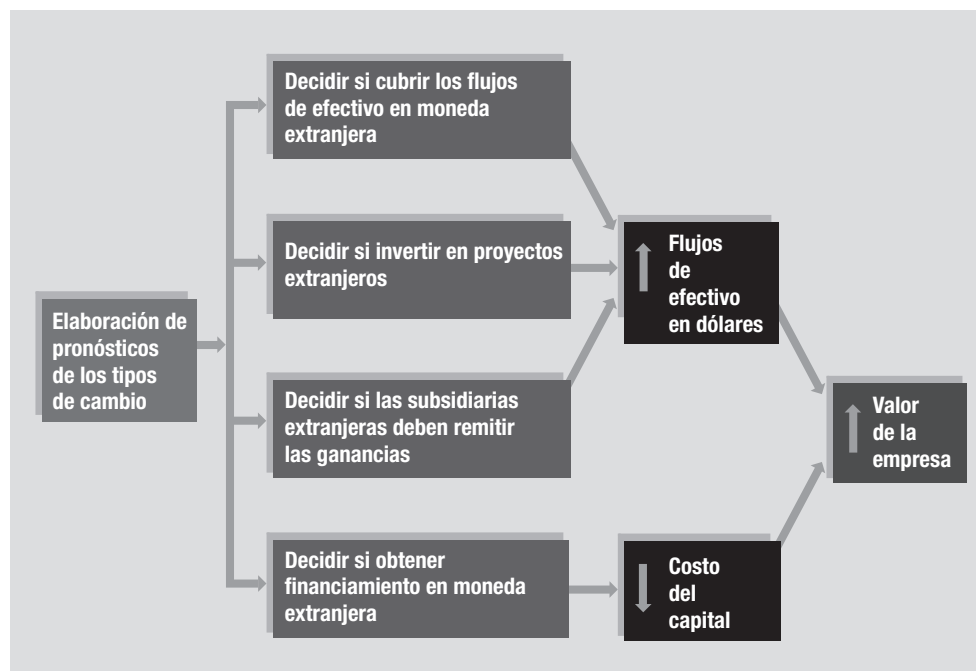 Decidir si cubrir los flujos
de efectivo en moneda
extranjera
Decidir si invertir en proyectos
extranjeros
Elaboración de
pronósticos
de los tipos
de cambio
Decidir si las subsidiarias
extranjeras deben remitir
las ganancias
Decidir si obtener
financiamiento en moneda
extranjera
Flujos
de
efectivo
en dólares
Costo
del
capital
Valor
de la
empresa